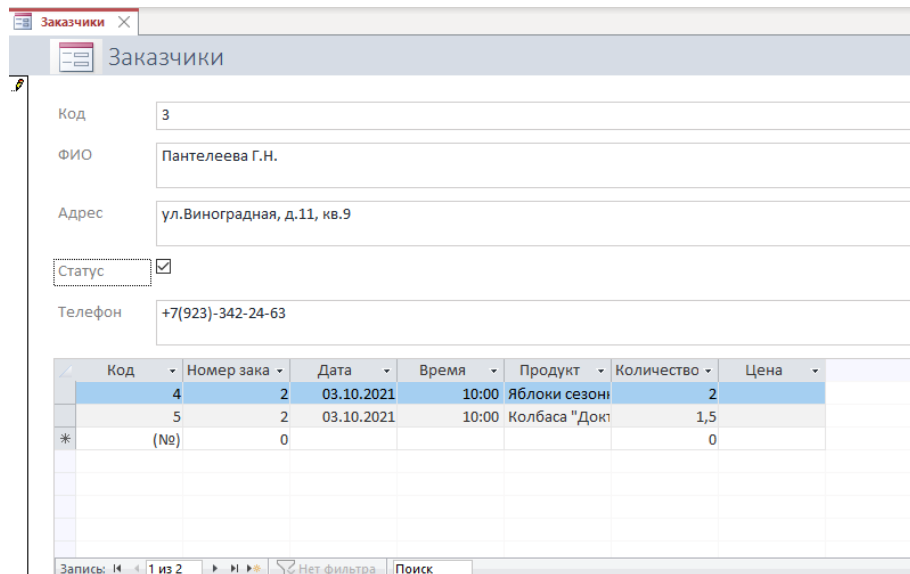 Заказчики
Заказчики
Код 3
ФИО Пантелеева Г.Н.
Адрес ул.Виноградная, д.11, кв.9
Статус
Телефон +7(923)-342-24-63
Код Номер зака Дата Время Продукт Количество Цена
4 2 03.10.2021 10:00 Яблоки сезонн 2
5 2 03.10.2021 10:00 Колбаса "Докт 1,5
(№) 0 0
Запись: 1 из 2 Нет фильтра Поиск